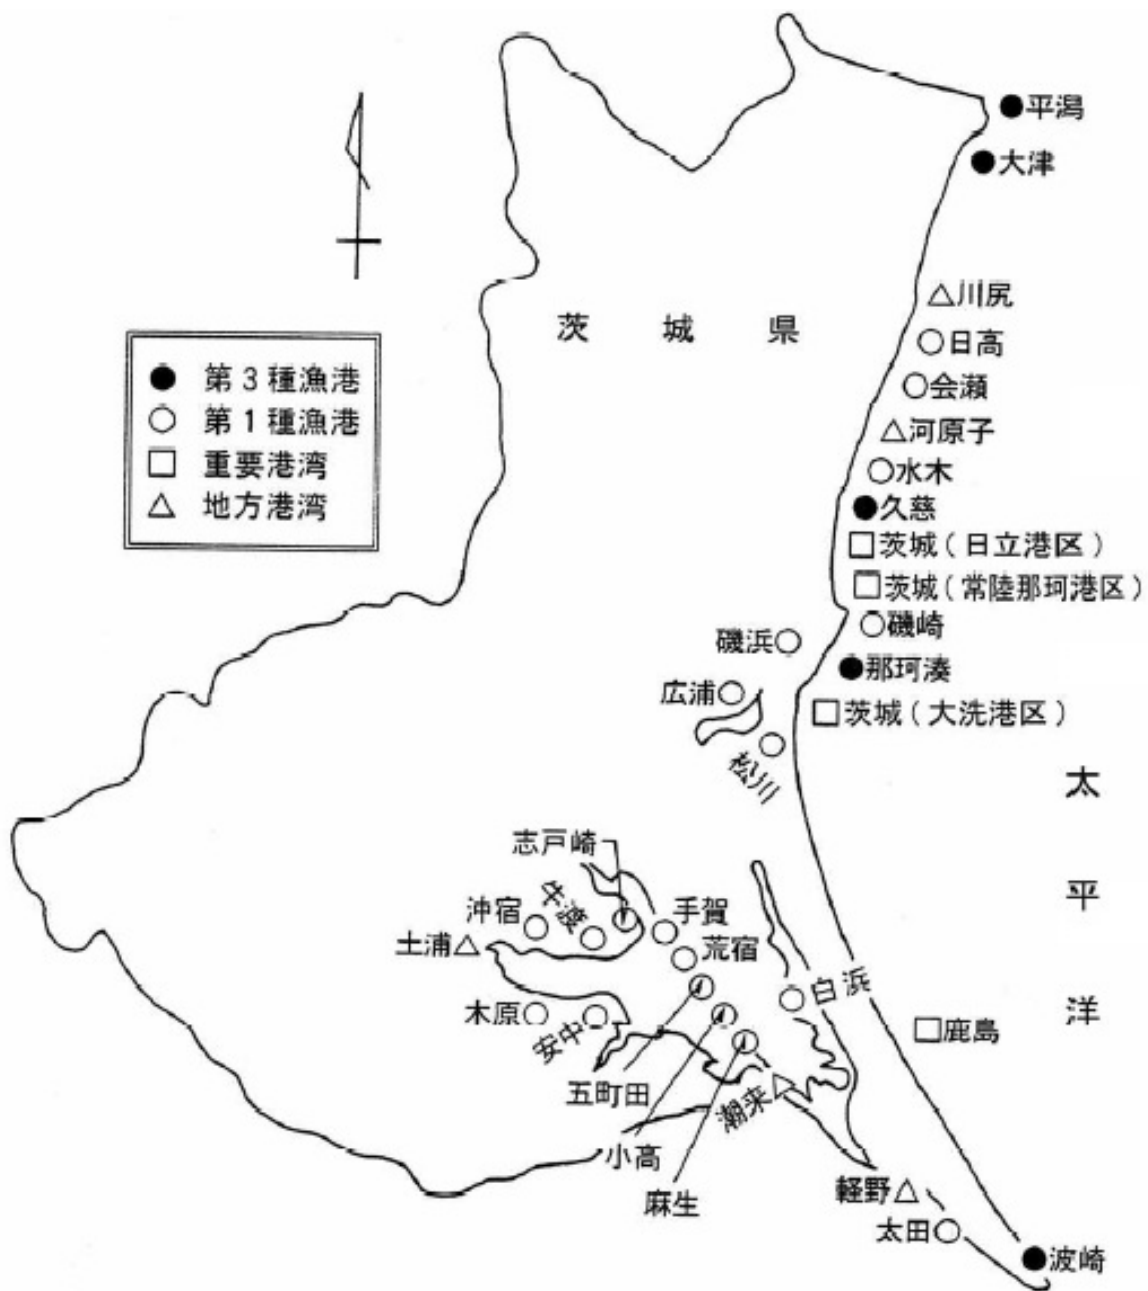 平潟
大津
茨城県
川尻
日高
会瀬
河原子
水木
久慈
茨城(日立港区)
茨城(常陸那珂港区)
磯崎
那珂湊
茨城(大洗港区)
第3種漁港
第1種漁港
重要港湾
地方港湾
磯浜
広浦
松川
太平洋
志戸崎
牛渡
沖宿
土浦
手賀
荒宿
白浜
木原
安中
鹿島
五町田
潮来
小高
麻生
軽野
太田
波崎